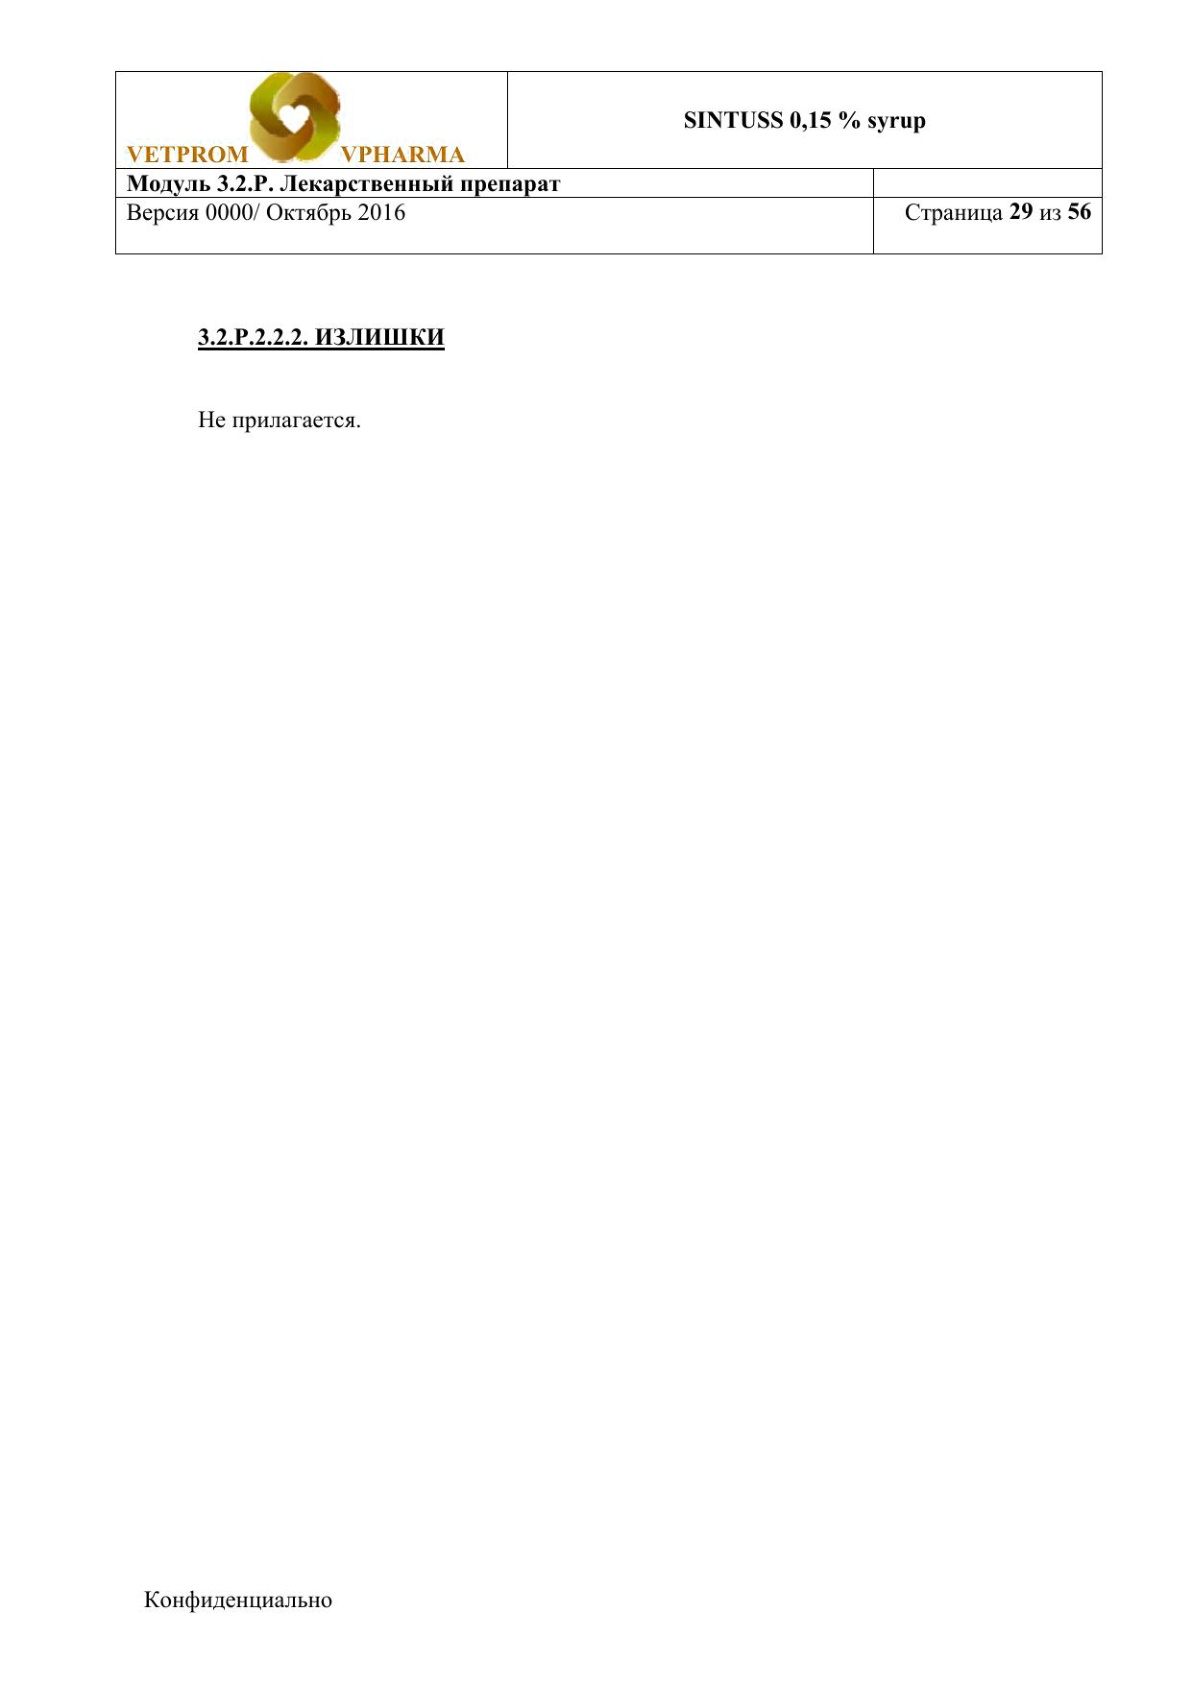 VETPROM VPHARMA
SINTUSS 0,15 % syrup
Модуль 3.2.Р. Лекарственный препарат
Версия 0000/ Октябрь 2016
Страница 29 из 56
3.2.Р.2.2.2. ИЗЛИШКИ
Не прилагается.
Конфиденциально